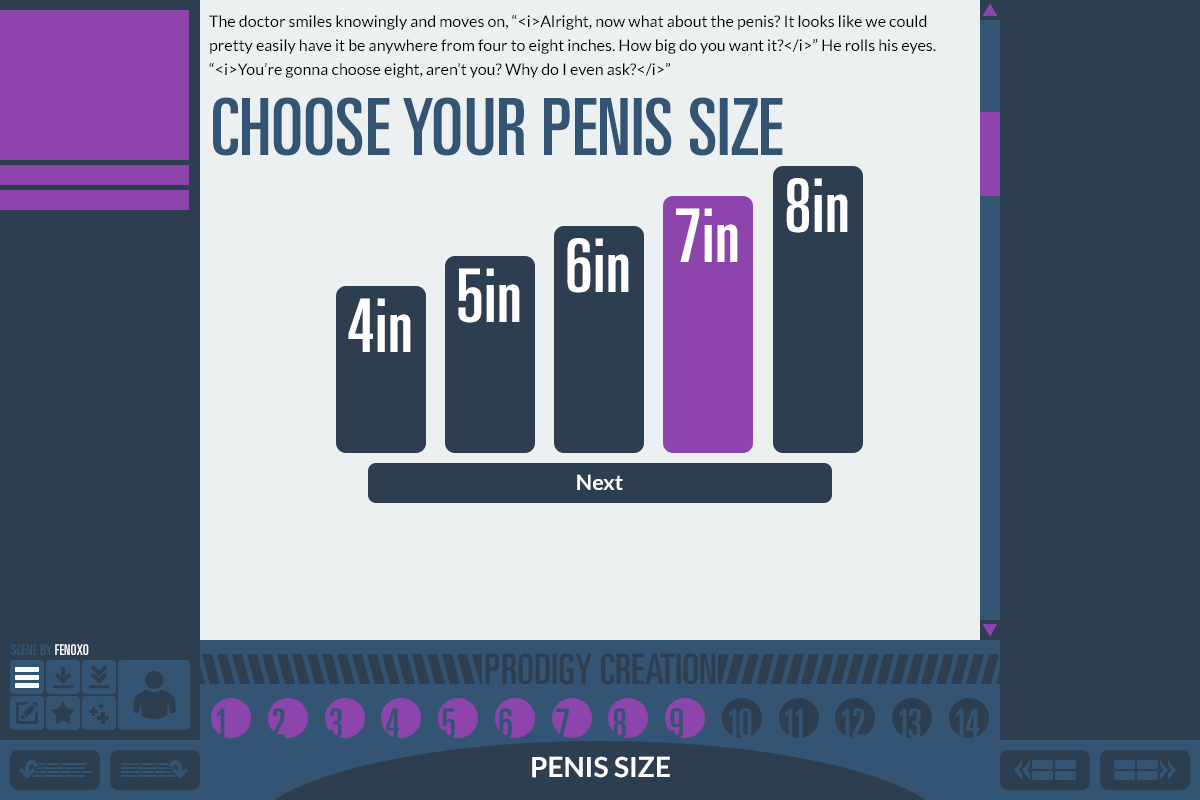 The doctor smiles knowingly and moves on, “<i>Alright, now what about the penis? It looks like we could
pretty easily have it be anywhere from four to eight inches. How big do you want it?</i>” He rolls his eyes.
“<i>You’re gonna choose eight, aren’t you? Why do I even ask?</i>”
CHOOSE YOUR PENIS SIZE
4in
5in
6in
7in
8in
Next
SCENE BY FENOXO
PRODIGY CREATION
1 2 3 4 5 6 7 8 9 10 11 12 13 14
PENIS SIZE